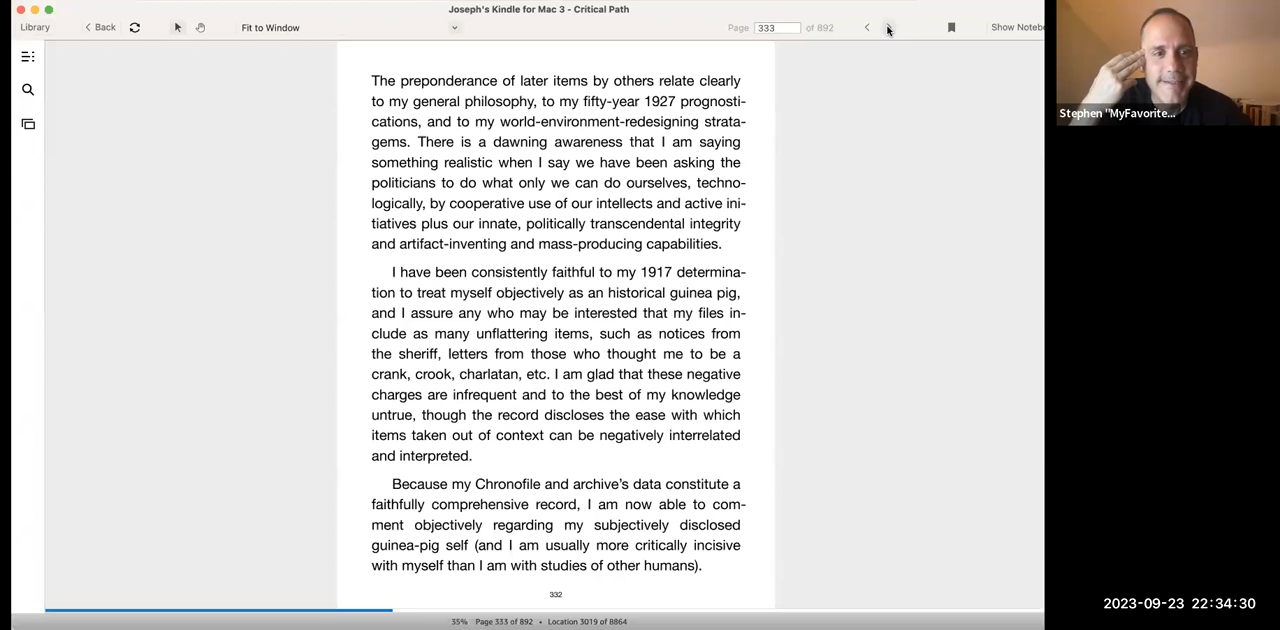 Joseph's Kindle for Mac 3 - Critical Path
Library
Back
Fit to Window
Page 333 of 892
Show Notebo
The preponderance of later items by others relate clearly
to my general philosophy, to my fifty-year 1927 prognosti-
cations, and to my world-environment-redesigning strata-
gems. There is a dawning awareness that I am saying
something realistic when I say we have been asking the
politicians to do what only we can do ourselves, techno-
logically, by cooperative use of our intellects and active ini-
tiatives plus our innate, politically transcendental integrity
and artifact-inventing and mass-producing capabilities.
I have been consistently faithful to my 1917 determina-
tion to treat myself objectively as an historical guinea pig,
and I assure any who may be interested that my files in-
clude as many unflattering items, such as notices from
the sheriff, letters from those who thought me to be a
crank, crook, charlatan, etc. I am glad that these negative
charges are infrequent and to the best of my knowledge
untrue, though the record discloses the ease with which
items taken out of context can be negatively interrelated
and interpreted.
Because my Chronofile and archive's data constitute a
faithfully comprehensive record, I am now able to com-
ment objectively regarding my subjectively disclosed
guinea-pig self (and I am usually more critically incisive
with myself than I am with studies of other humans).
332
35% Page 333 of 892 • Location 3019 of 8864
Stephen "MyFavorite...
2023-09-23 22:34:30